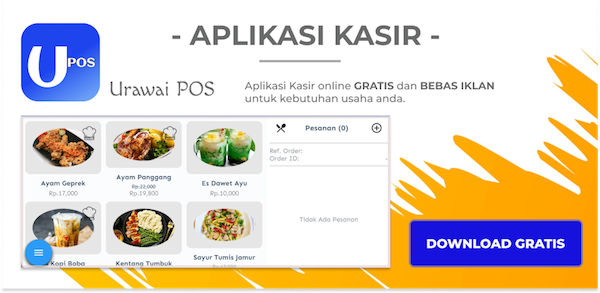 - APLIKASI KASIR -
U POS
Urawai POS
Aplikasi Kasir online GRATIS dan BEBAS IKLAN
untuk kebutuhan usaha anda.
Pesanan (0)
Ref. Order:
Order ID:
-
Tidak Ada Pesanan
Ayam Geprek
Rp.17,000
Ayam Panggang
Rp.22,000
Rp.19,800
Es Dawet Ayu
Rp.10,000
Kopi Boba
Kentang Tumbuk
Sayur Tumis Jamur
DOWNLOAD GRATIS